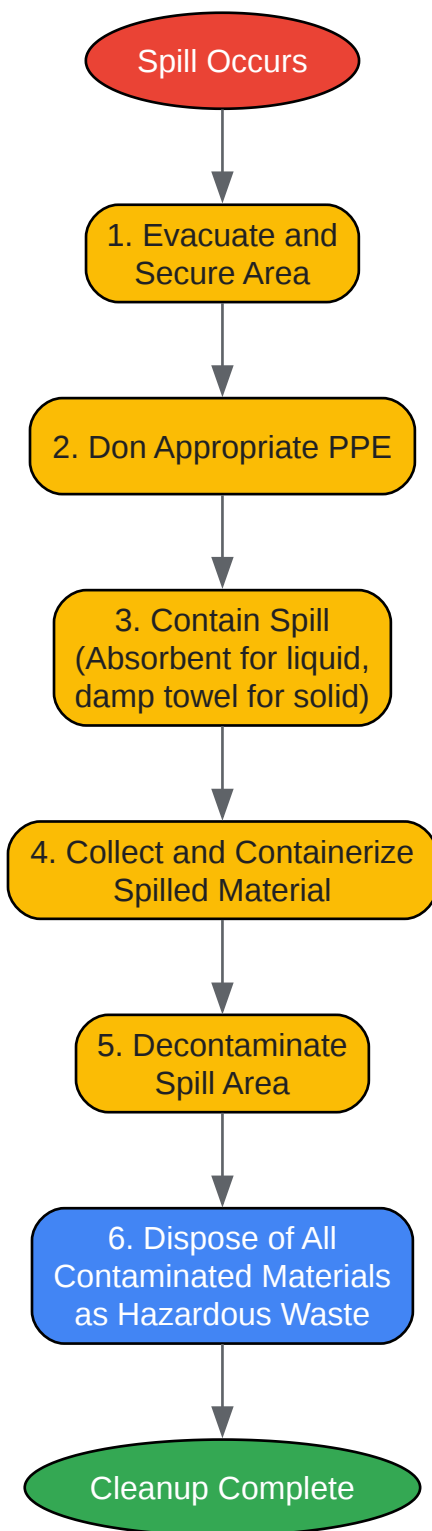 Spill Occurs
1. Evacuate and
Secure Area
2. Don Appropriate PPE
3. Contain Spill
(Absorbent for liquid,
damp towel for solid)
4. Collect and Containerize
Spilled Material
5. Decontaminate
Spill Area
6. Dispose of All
Contaminated Materials
as Hazardous Waste
Cleanup Complete